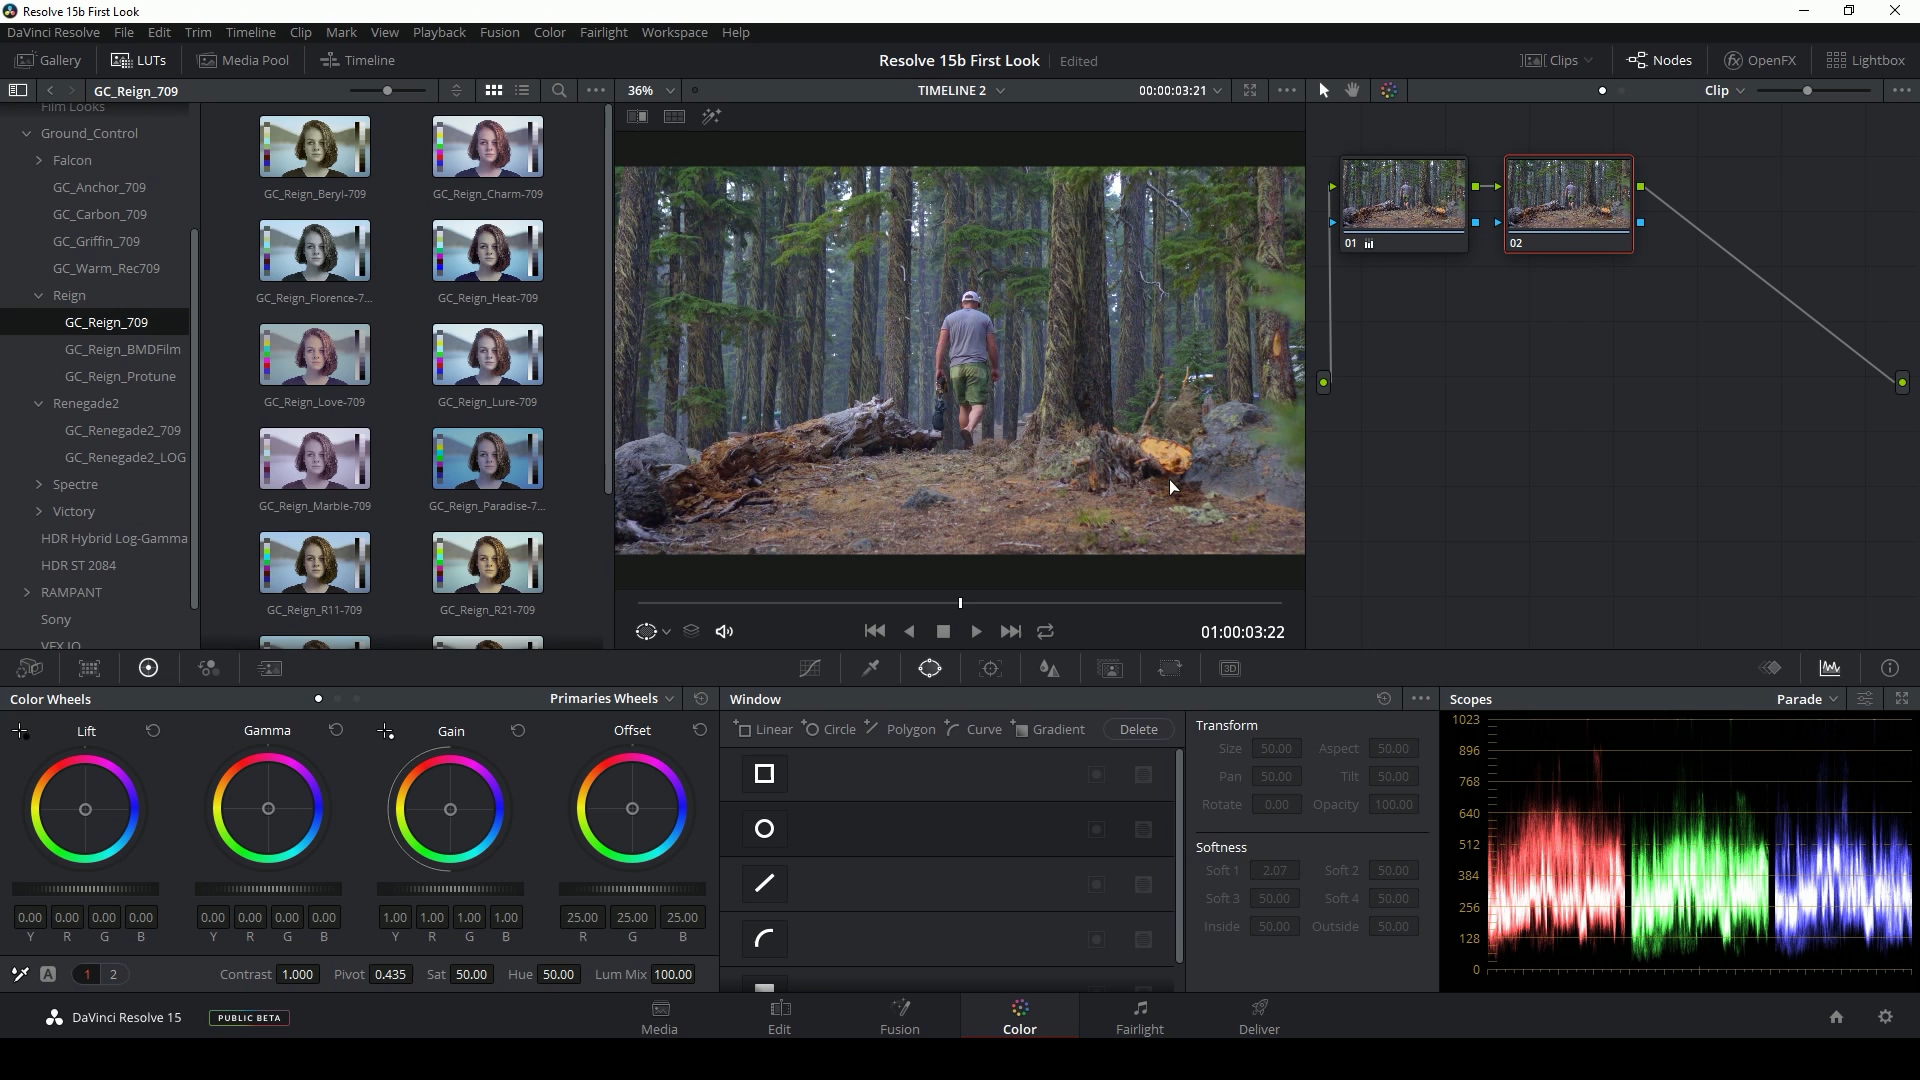 Resolve 15b First Look
DaVinci Resolve File Edit Trim Timeline Clip Mark View Playback Fusion Color Fairlight Workspace Help
Gallery LUTs Media Pool Timeline Resolve 15b First Look Edited Clips Nodes OpenFX Lightbox
GC_Reign_709 36% TIMELINE 2 00:00:03:21 Clip
Film Looks
Ground_Control
Falcon
GC_Anchor_709
GC_Carbon_709
GC_Griffin_709
GC_Warm_Rec709
Reign
GC_Reign_709
GC_Reign_BMDFilm
GC_Reign_Protune
Renegade2
GC_Renegade2_709
GC_Renegade2_LOG
Spectre
Victory
HDR Hybrid Log-Gamma
HDR ST 2084
RAMPANT
Sony
VFX IO
GC_Reign_Beryl-709 GC_Reign_Charm-709
GC_Reign_Florence-7... GC_Reign_Heat-709
GC_Reign_Love-709 GC_Reign_Lure-709
GC_Reign_Marble-709 GC_Reign_Paradise-7...
GC_Reign_R11-709 GC_Reign_R21-709
01:00:03:22
01 02
3D
Color Wheels Primaries Wheels
Lift Gamma Gain Offset
0.00 0.00 0.00 0.00 0.00 0.00 0.00 0.00 1.00 1.00 1.00 1.00 25.00 25.00 25.00
Y R G B Y R G B Y R G B R G B
A 1 2 Contrast 1.000 Pivot 0.435 Sat 50.00 Hue 50.00 Lum Mix 100.00
Window
Linear Circle Polygon Curve Gradient Delete
Transform
Size 50.00 Aspect 50.00
Pan 50.00 Tilt 50.00
Rotate 0.00 Opacity 100.00
Softness
Soft 1 2.07 Soft 2 50.00
Soft 3 50.00 Soft 4 50.00
Inside 50.00 Outside 50.00
Scopes Parade
1023
896
768
640
512
384
256
128
0
DaVinci Resolve 15 PUBLIC BETA Media Edit Fusion Color Fairlight Deliver